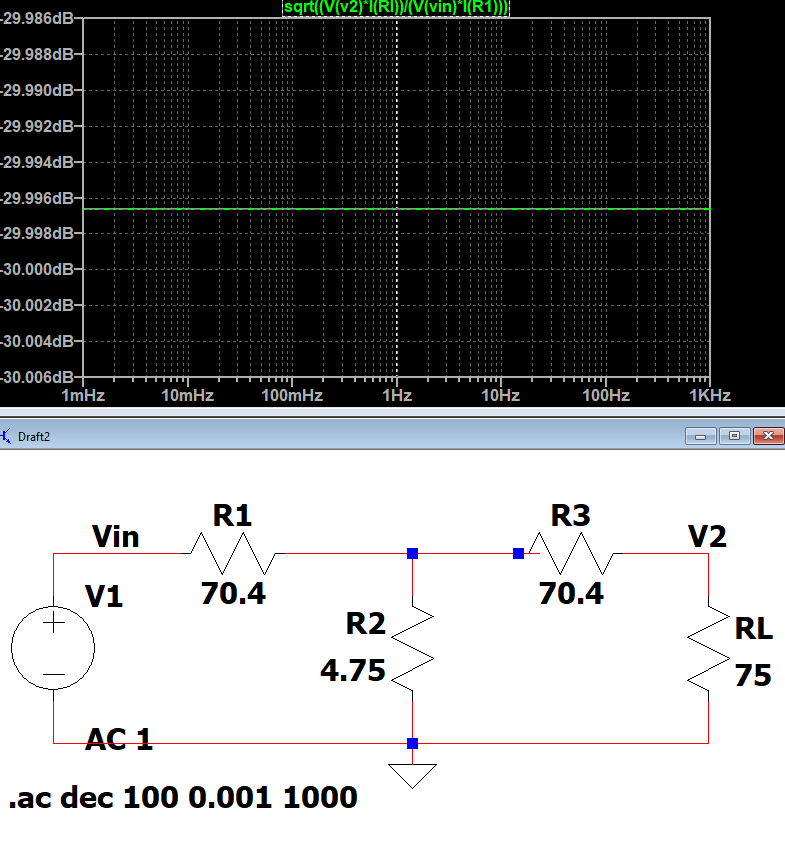 sqrt((V(v2)*I(Rl))/(V(vin)*I(R1)))
-29.986dB
-29.988dB
-29.990dB
-29.992dB
-29.994dB
-29.996dB
-29.998dB
-30.000dB
-30.002dB
-30.004dB
-30.006dB
1mHz 10mHz 100mHz 1Hz 10Hz 100Hz 1KHz
Draft2
Vin
R1
70.4
R3
70.4
V2
V1
R2
4.75
RL
75
AC 1
.ac dec 100 0.001 1000